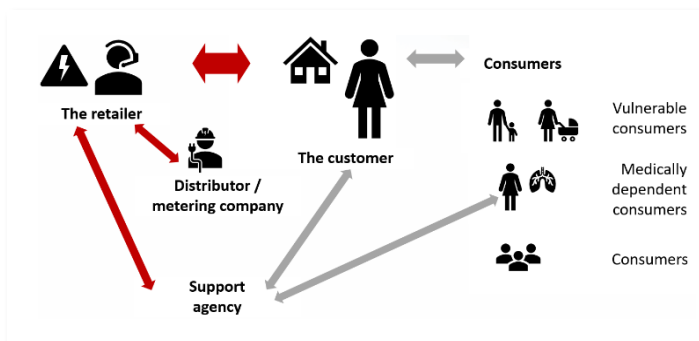 Consumers
The retailer
Vulnerable
consumers
The customer
Distributor /
metering company
Medically
dependent
consumers
Consumers
Support
agency